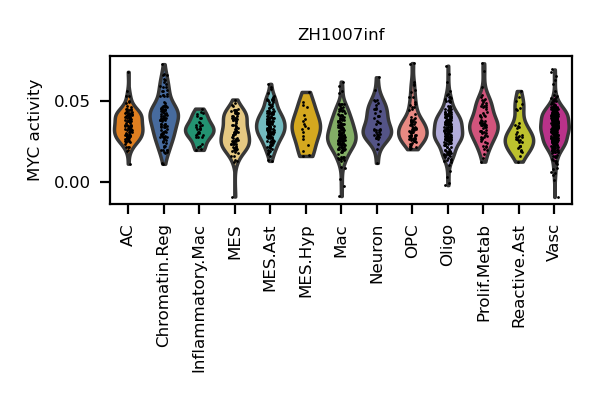 ZH1007inf
MYC activity
0.05
0.00
AC
Chromatin.Reg
Inflammatory.Mac
MES
MES.Ast
MES.Hyp
Mac
Neuron
OPC
Oligo
Prolif.Metab
Reactive.Ast
Vasc